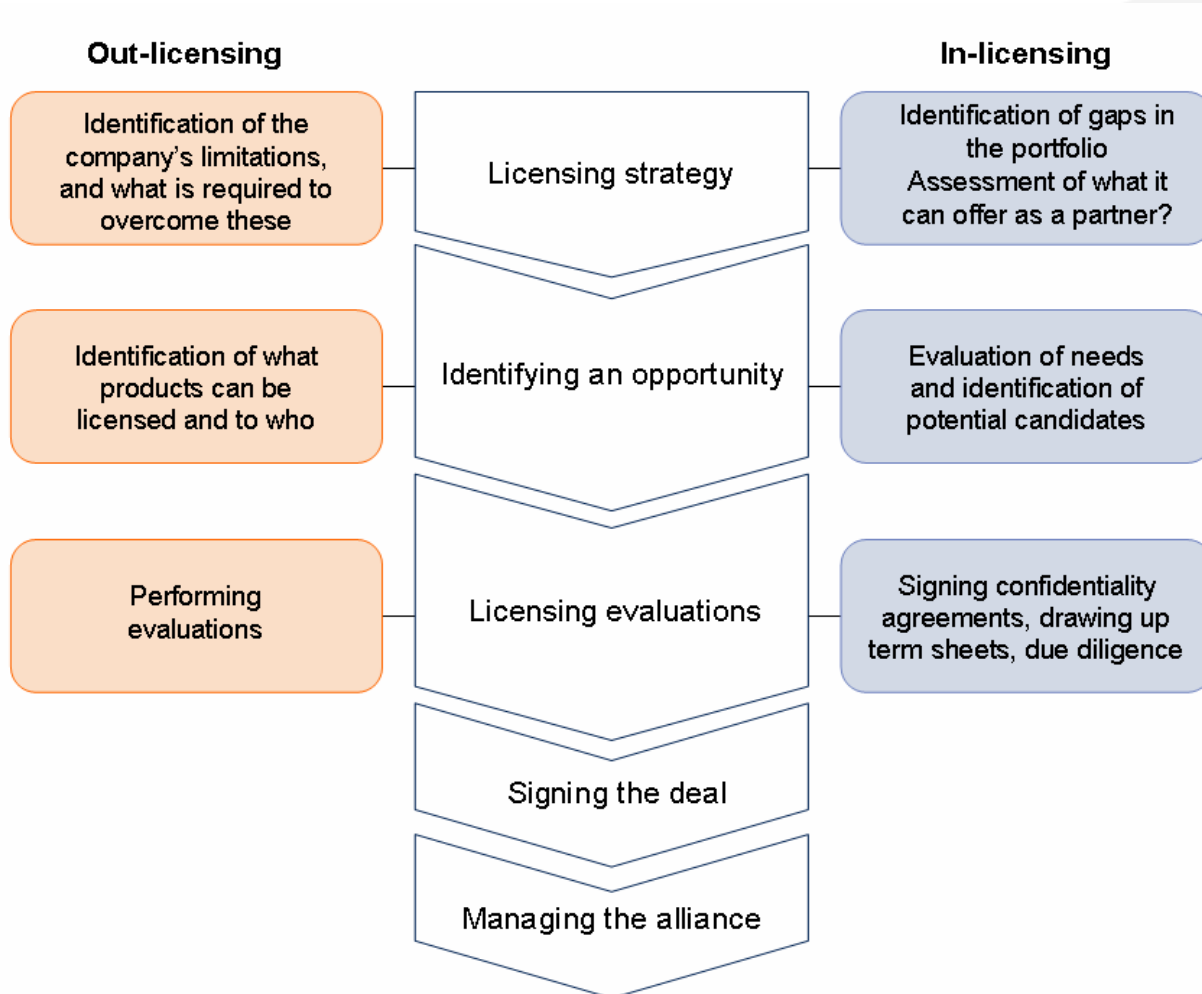 Out-licensing
In-licensing
Identification of the
company's limitations,
and what is required to
overcome these
Licensing strategy
Identification of gaps in
the portfolio
Assessment of what it
can offer as a partner?
Identification of what
products can be
licensed and to who
Identifying an opportunity
Evaluation of needs
and identification of
potential candidates
Performing
evaluations
Licensing evaluations
Signing confidentiality
agreements, drawing up
term sheets, due diligence
Signing the deal
Managing the alliance